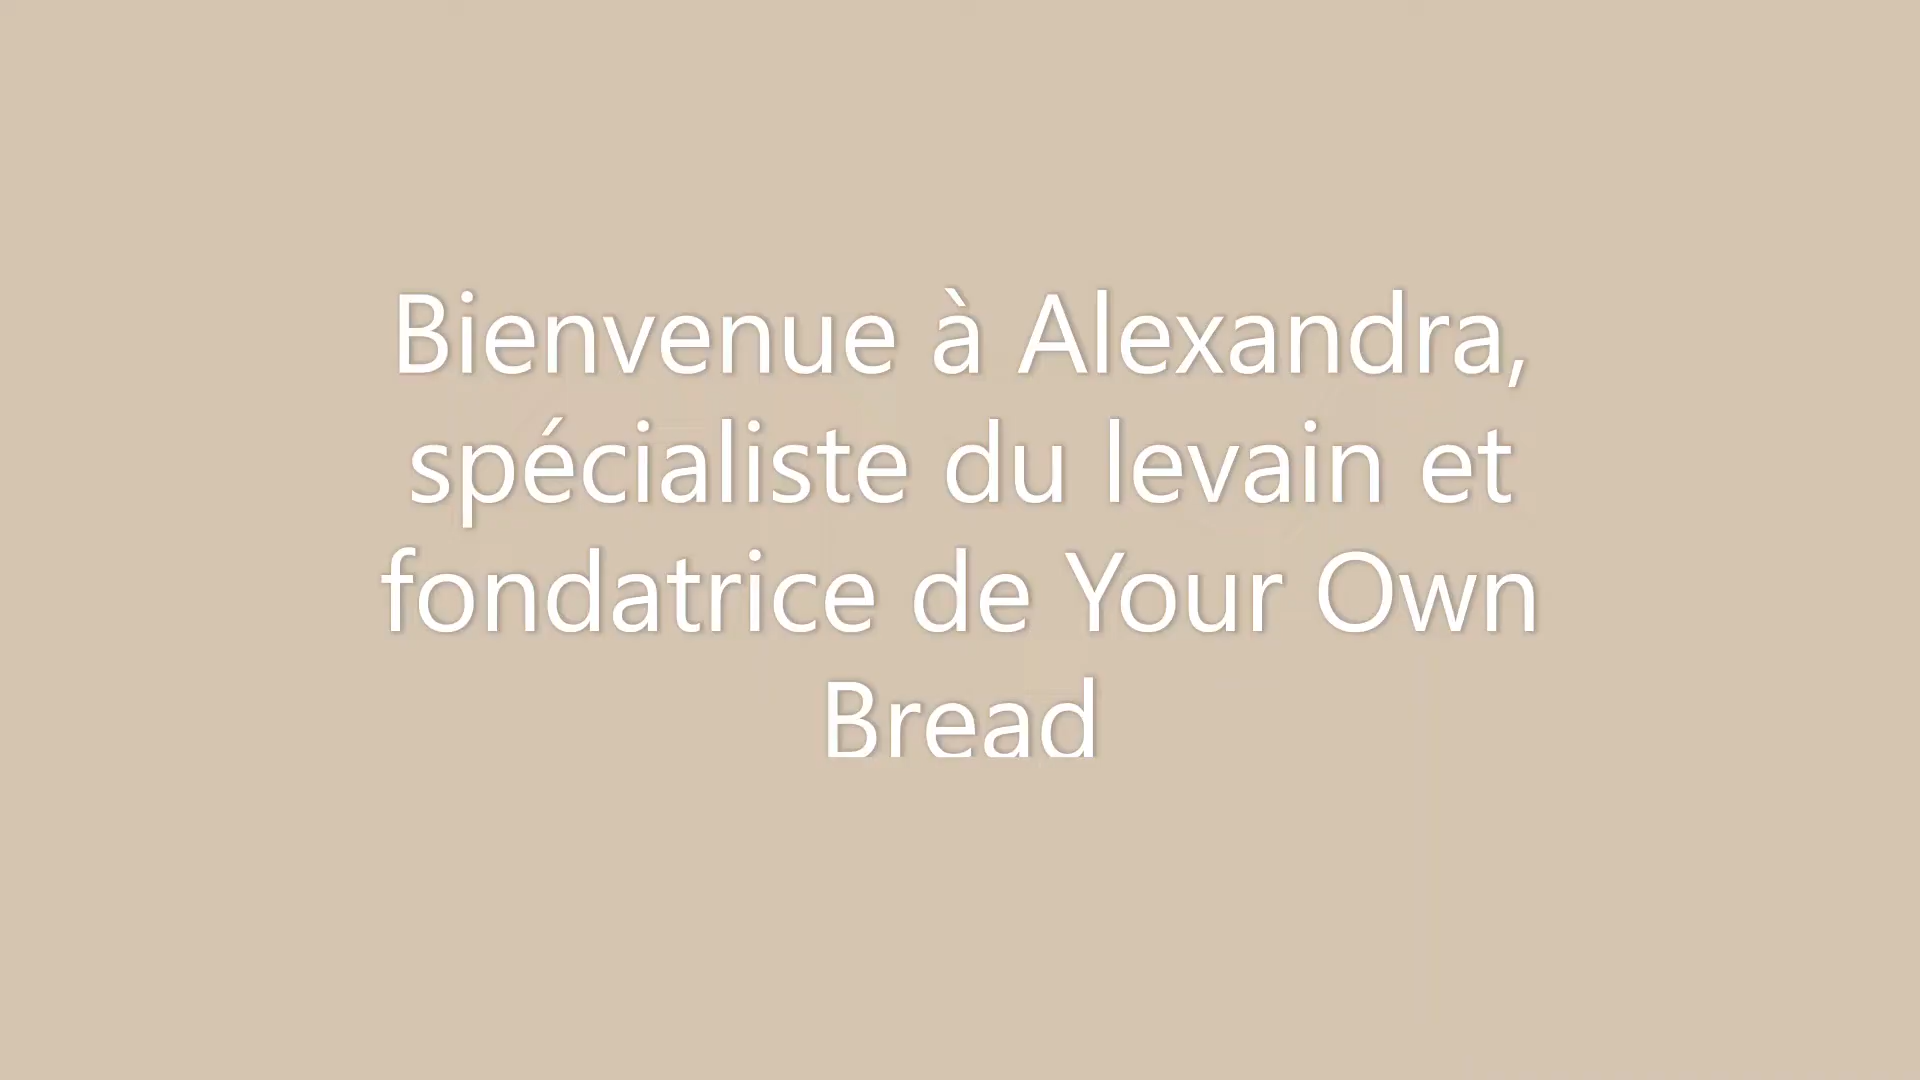 Bienvenue à Alexandra,
spécialiste du levain et
fondatrice de Your Own
Bread